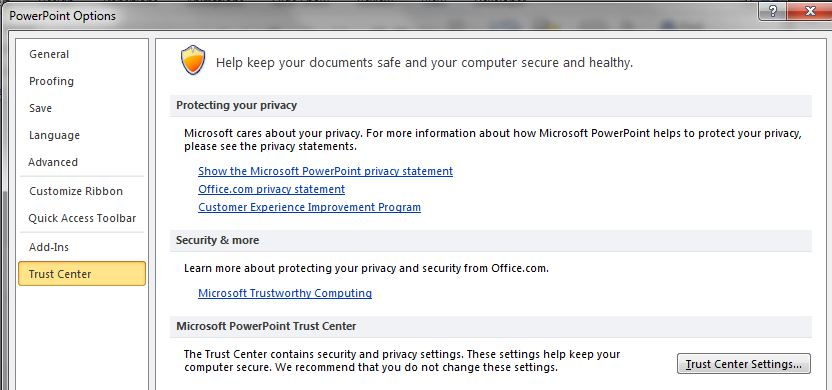 PowerPoint Options
General
Proofing
Save
Language
Advanced
Customize Ribbon
Quick Access Toolbar
Add-Ins
Trust Center
Help keep your documents safe and your computer secure and healthy.
Protecting your privacy
Microsoft cares about your privacy. For more information about how Microsoft PowerPoint helps to protect your privacy,
please see the privacy statements.
Show the Microsoft PowerPoint privacy statement
Office.com privacy statement
Customer Experience Improvement Program
Security & more
Learn more about protecting your privacy and security from Office.com.
Microsoft Trustworthy Computing
Microsoft PowerPoint Trust Center
The Trust Center contains security and privacy settings. These settings help keep your
computer secure. We recommend that you do not change these settings.
Trust Center Settings...